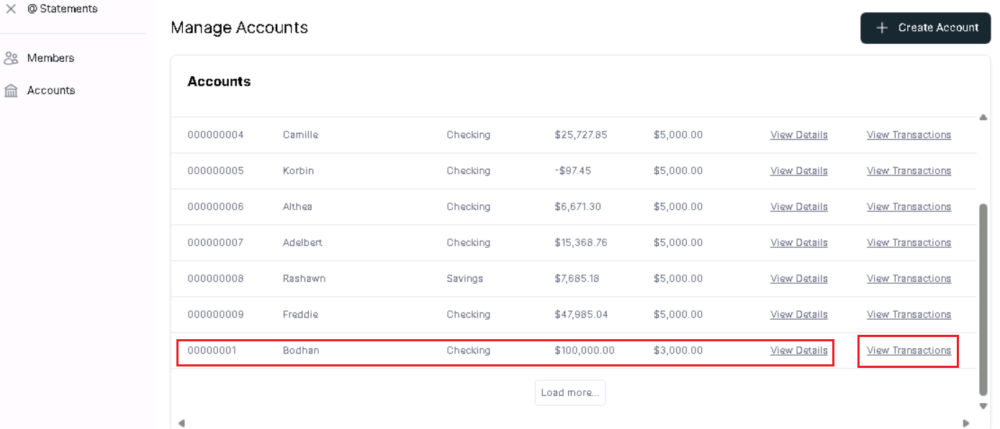 @ Statements
Members
Accounts
Manage Accounts
Create Account
Accounts
000000004 Camille Checking $25,727.85 $5,000.00 View Details View Transactions
000000005 Korbin Checking -$97.45 $5,000.00 View Details View Transactions
000000006 Althea Checking $6,671.30 $5,000.00 View Details View Transactions
000000007 Adelbert Checking $15,368.76 $5,000.00 View Details View Transactions
000000008 Rashawn Savings $7,685.18 $5,000.00 View Details View Transactions
000000009 Freddie Checking $47,985.04 $5,000.00 View Details View Transactions
00000001 Bodhan Checking $100,000.00 $3,000.00 View Details View Transactions
Load more...